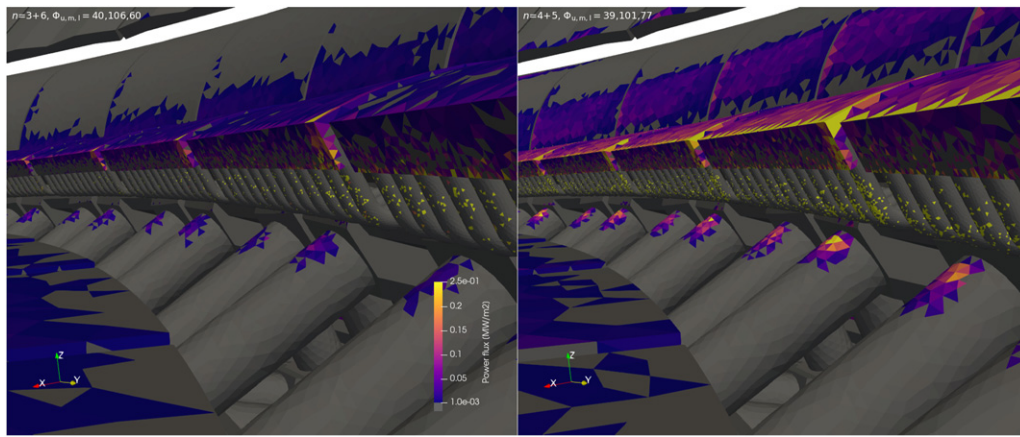 n=3+6, Φu, m, l = 40,106,60
n=4+5, Φu, m, l = 39,101,77
2.5e-01
0.2
0.15
0.1
0.05
1.0e-03
Power flux (MW/m2)
Z
X
Y
Z
X
Y